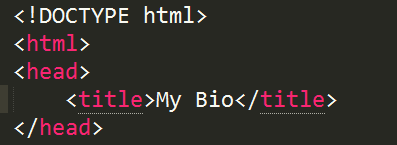 <!DOCTYPE html>
<html>
<head>
    <title>My Bio</title>
</head>